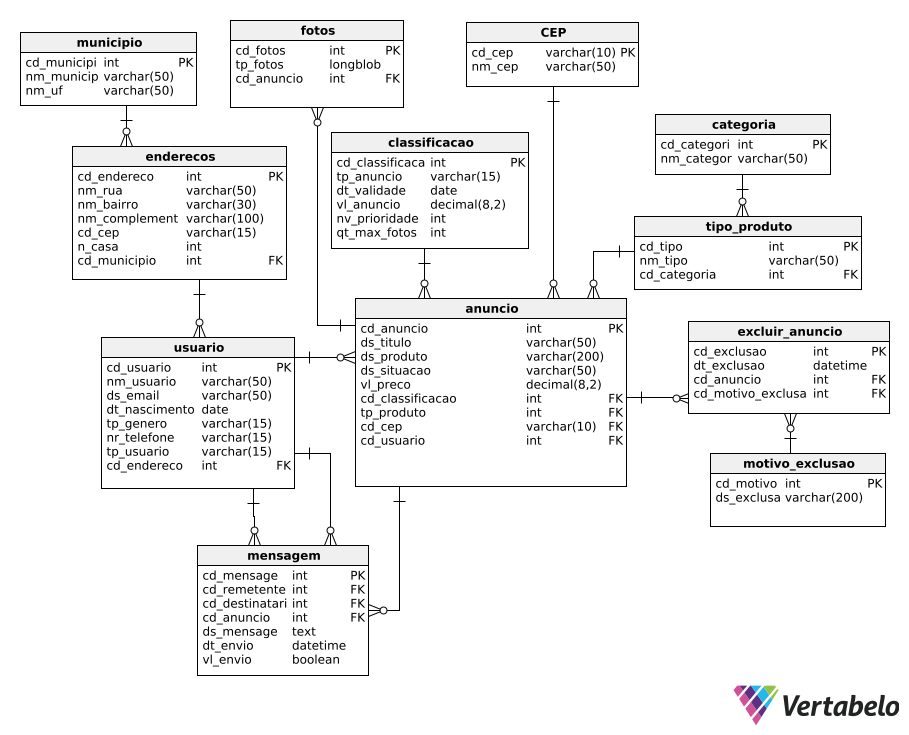 municipio
cd_municipi int PK
nm_municip varchar(50)
nm_uf varchar(50)
fotos
cd_fotos int PK
tp_fotos longblob
cd_anuncio int FK
CEP
cd_cep varchar(10) PK
nm_cep varchar(50)
categoria
cd_categori int PK
nm_categor varchar(50)
classificacao
cd_classificaca int PK
tp_anuncio varchar(15)
dt_validade date
vl_anuncio decimal(8,2)
nv_prioridade int
qt_max_fotos int
enderecos
cd_endereco int PK
nm_rua varchar(50)
nm_bairro varchar(30)
nm_complement varchar(100)
cd_cep varchar(15)
n_casa int
cd_municipio int FK
tipo_produto
cd_tipo int PK
nm_tipo varchar(50)
cd_categoria int FK
anuncio
cd_anuncio int PK
ds_titulo varchar(50)
ds_produto varchar(200)
ds_situacao varchar(50)
vl_preco decimal(8,2)
cd_classificacao int FK
tp_produto int FK
cd_cep varchar(10) FK
cd_usuario int FK
excluir_anuncio
cd_exclusao int PK
dt_exclusao datetime
cd_anuncio int FK
cd_motivo_exclusa int FK
usuario
cd_usuario int PK
nm_usuario varchar(50)
ds_email varchar(50)
dt_nascimento date
tp_genero varchar(15)
nr_telefone varchar(15)
tp_usuario varchar(15)
cd_endereco int FK
motivo_exclusao
cd_motivo int PK
ds_exclusa varchar(200)
mensagem
cd_mensage int PK
cd_remetente int FK
cd_destinatari int FK
cd_anuncio int FK
ds_mensage text
dt_envio datetime
vl_envio boolean
Vertabelo